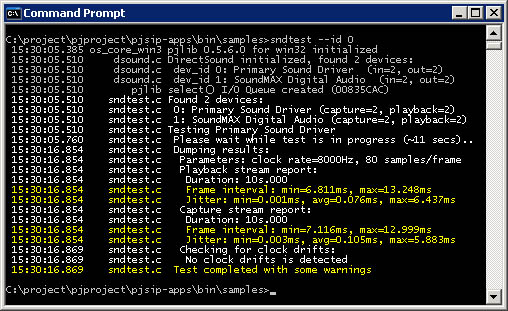 Command Prompt
C:\project\pjproject\pjsip-apps\bin\samples>sndtest --id 0
15:30:05.385 os_core_win3 pjlib 0.5.6.0 for win32 initialized
15:30:05.510 dsound.c DirectSound initialized, found 2 devices:
15:30:05.510 dsound.c dev_id 0: Primary Sound Driver (in=2, out=2)
15:30:05.510 dsound.c dev_id 1: SoundMAX Digital Audio (in=2, out=2)
15:30:05.510 pjlib select() I/O Queue created (00835CAC)
15:30:05.510 sndtest.c Found 2 devices:
15:30:05.510 sndtest.c 0: Primary Sound Driver (capture=2, playback=2)
15:30:05.510 sndtest.c 1: SoundMAX Digital Audio (capture=2, playback=2)
15:30:05.510 sndtest.c Testing Primary Sound Driver
15:30:05.760 sndtest.c Please wait while test is in progress (~11 secs)..
15:30:16.854 sndtest.c Dumping results:
15:30:16.854 sndtest.c Parameters: clock rate=8000Hz, 80 samples/frame
15:30:16.854 sndtest.c Playback stream report:
15:30:16.854 sndtest.c Duration: 10s.000
15:30:16.854 sndtest.c Frame interval: min=6.811ms, max=13.248ms
15:30:16.854 sndtest.c Jitter: min=0.001ms, avg=0.076ms, max=6.437ms
15:30:16.854 sndtest.c Capture stream report:
15:30:16.854 sndtest.c Duration: 10s.000
15:30:16.854 sndtest.c Frame interval: min=7.116ms, max=12.999ms
15:30:16.854 sndtest.c Jitter: min=0.003ms, avg=0.105ms, max=5.883ms
15:30:16.869 sndtest.c Checking for clock drifts:
15:30:16.869 sndtest.c No clock drifts is detected
15:30:16.869 sndtest.c Test completed with some warnings
C:\project\pjproject\pjsip-apps\bin\samples>_